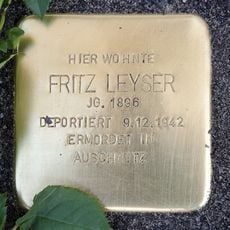 HIER WOHNTE
FRITZ LEYSER
JG. 1896
DEPORTIERT 9.12.1942
ERMORDET IN
AUSCHWITZ